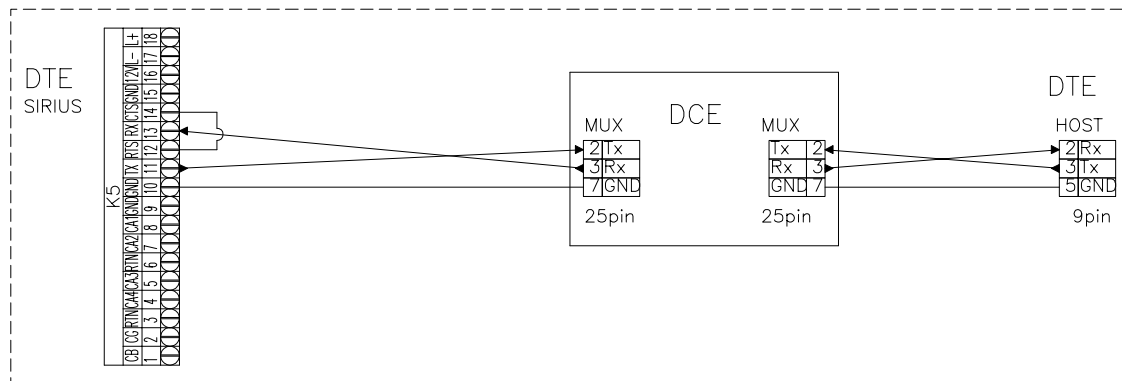 DTE
SIRIUS
K5
CB CG RTN CA4 CA3 RTN CA2 CA1 GND GND TX RTS RX CTS GND 12V L- L+
1 2 3 4 5 6 7 8 9 10 11 12 13 14 15 16 17 18
DCE
MUX
2 Tx
3 Rx
7 GND
25pin
MUX
Tx 2
Rx 3
GND 7
25pin
DTE
HOST
2 Rx
3 Tx
5 GND
9pin